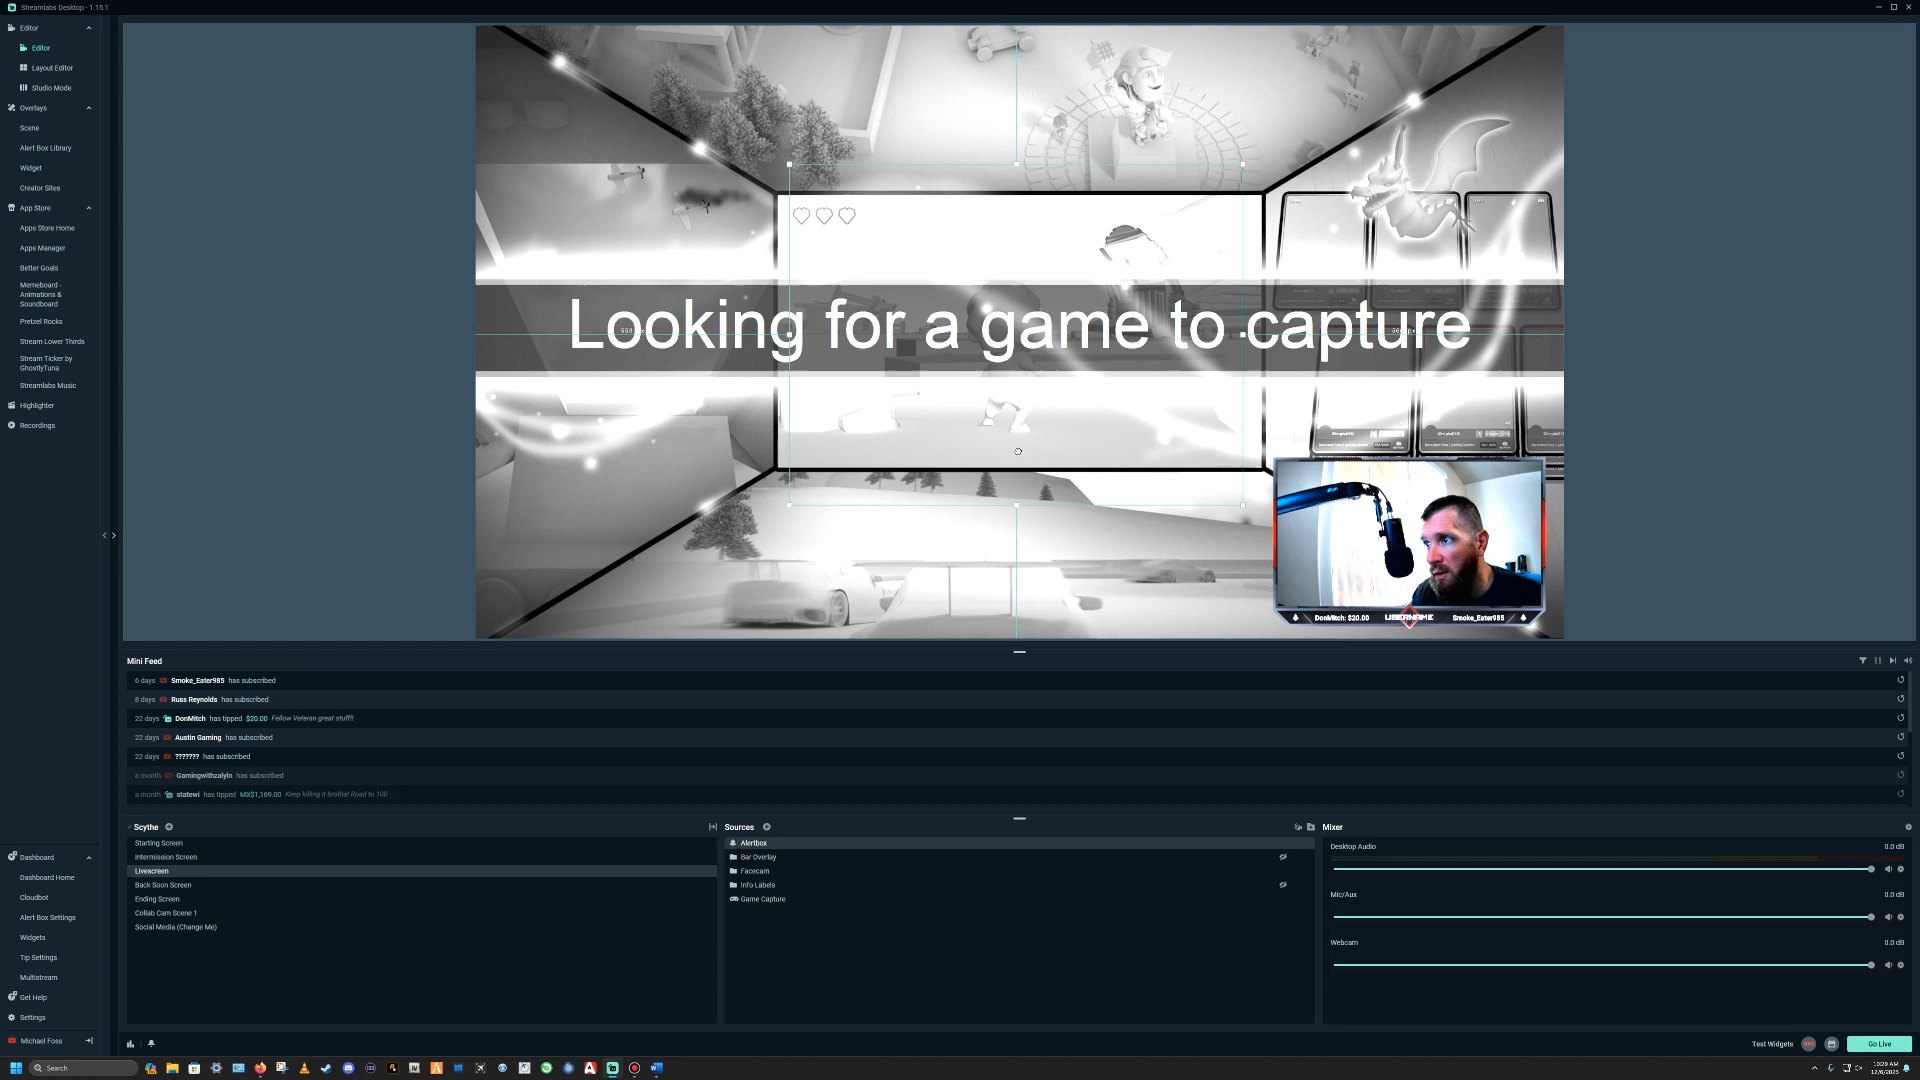 Streamlabs Desktop - 1.15.1
Editor
Editor
Layout Editor
Studio Mode
Overlays
Scene
Alert Box Library
Widget
Creator Sites
App Store
Apps Store Home
Apps Manager
Better Goals
Memeboard -
Animations &
Soundboard
Pretzel Rocks
Stream Lower Thirds
Stream Ticker by
GhostlyTuna
Streamlabs Music
Highlighter
Recordings
Looking for a game to capture
DonMitch: $20.00
USERNAME
Smoke_Eater985
Mini Feed
6 days Smoke_Eater985 has subscribed
8 days Russ Reynolds has subscribed
22 days DonMitch has tipped $20.00 Fellow Veteran great stuff!!
22 days Austin Gaming has subscribed
22 days ??????? has subscribed
a month Gamingwithzalyin has subscribed
a month statewi has tipped MX$1,169.00 Keep killing it brotha! Road to 100
Scythe
Starting Screen
Intermission Screen
Livescreen
Back Soon Screen
Ending Screen
Collab Cam Scene 1
Social Media (Change Me)
Sources
Alertbox
Bar Overlay
Facecam
Info Labels
Game Capture
Mixer
Desktop Audio 0.0 dB
Mic/Aux 0.0 dB
Webcam 0.0 dB
Dashboard
Dashboard Home
Cloudbot
Alert Box Settings
Widgets
Tip Settings
Multistream
Get Help
Settings
Michael Foss
Test Widgets
REC
Go Live
Search
10:29 AM
12/6/2023